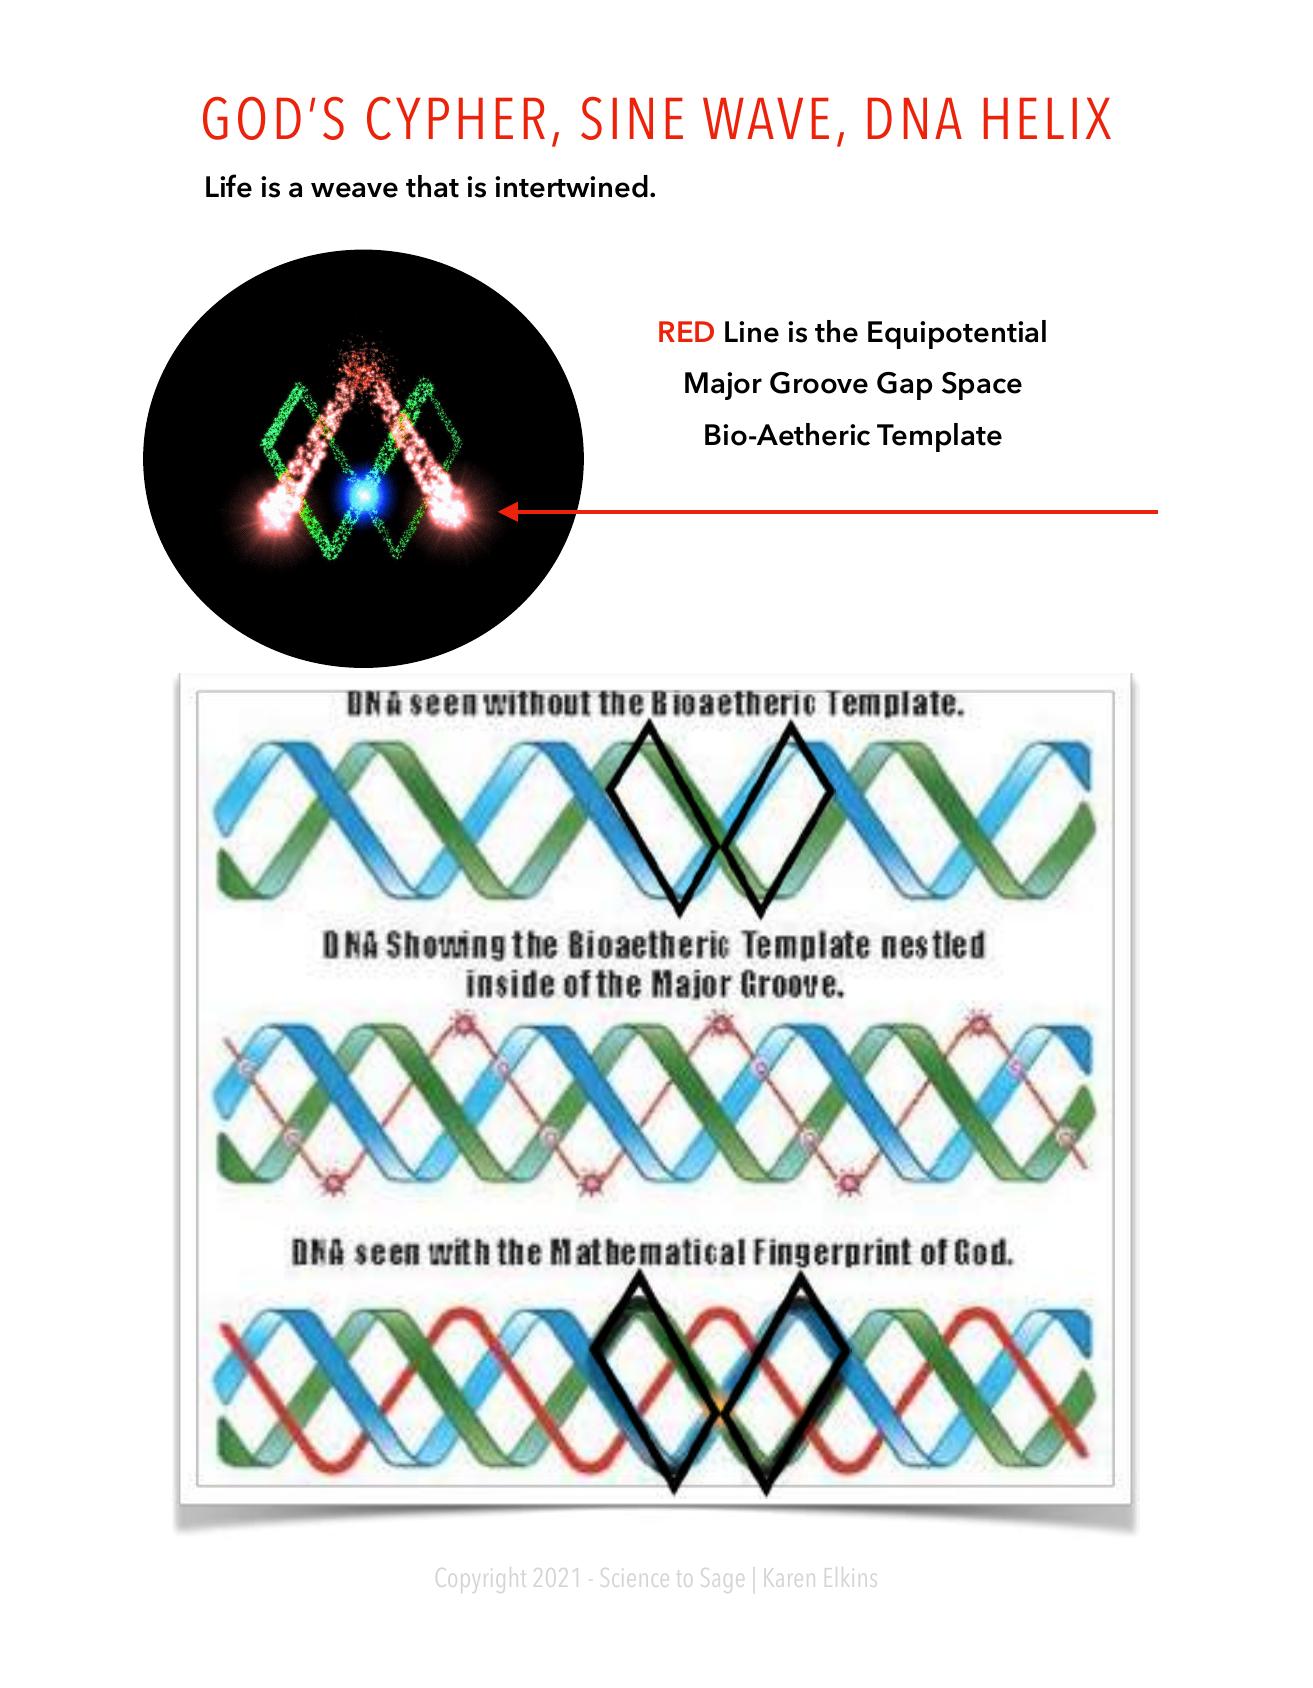 GOD'S CYPHER, SINE WAVE, DNA HELIX
Life is a weave that is intertwined.
RED Line is the Equipotential
Major Groove Gap Space
Bio-Aetheric Template
DNA seen without the Bioaetheric Template.
DNA Showing the Bioaetheric Template nestled
inside of the Major Groove.
DNA seen with the Mathematical Fingerprint of God.
Copyright 2021 - Science to Sage | Karen Elkins